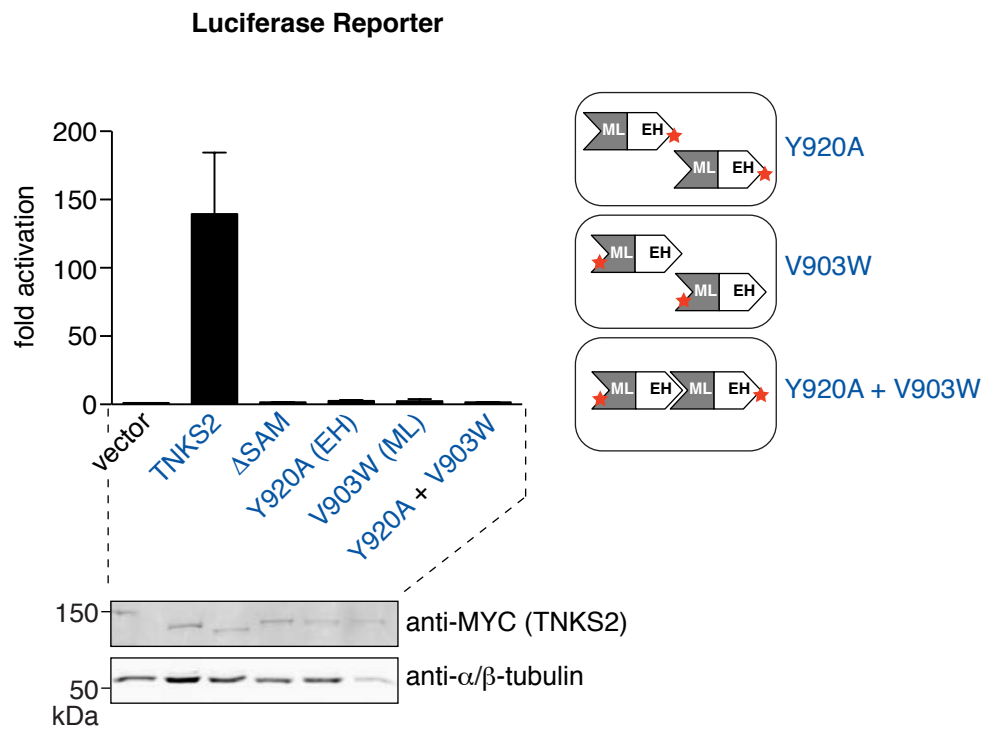 Luciferase Reporter
fold activation
200
150
100
50
0
vector
TNKS2
ΔSAM
Y920A (EH)
V903W (ML)
Y920A + V903W
ML EH
ML EH
Y920A
ML EH
ML EH
V903W
ML EH ML EH
Y920A + V903W
150
anti-MYC (TNKS2)
50
anti-α/β-tubulin
kDa